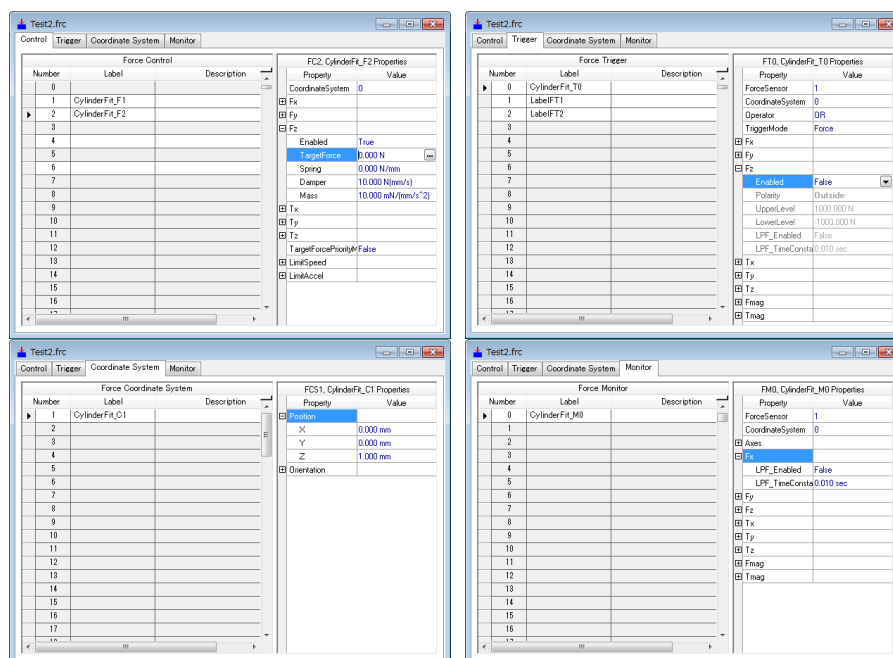 Test2.frc
Control Trigger Coordinate System Monitor
Force Control
Number Label Description
0
1 CylinderFit_F1
2 CylinderFit_F2
3
4
5
6
7
8
9
10
11
12
13
14
15
16
17
FC2, CylinderFit_F2 Properties
Property Value
CoordinateSystem 0
Fx
Fy
Fz
Enabled True
TargetForce 0.000 N ...
Spring 0.000 N/mm
Damper 10.000 N/(mm/s)
Mass 10.000 mN/(mm/s^2)
Tx
Ty
Tz
TargetForcePriorityM False
LimitSpeed
LimitAccel
Test2.frc
Control Trigger Coordinate System Monitor
Force Trigger
Number Label Description
0 CylinderFit_T0
1 LabelFT1
2 LabelFT2
3
4
5
6
7
8
9
10
11
12
13
14
15
16
17
FT0, CylinderFit_T0 Properties
Property Value
ForceSensor 1
CoordinateSystem 0
Operator OR
TriggerMode Force
Fx
Fy
Fz
Enabled False
Polarity Outside
UpperLevel 1000.000 N
LowerLevel -1000.000 N
LPF_Enabled False
LPF_TimeConsta 0.010 sec
Tx
Ty
Tz
Fmag
Tmag
Test2.frc
Control Trigger Coordinate System Monitor
Force Coordinate System
Number Label Description
1 CylinderFit_C1
2
3
4
5
6
7
8
9
10
11
12
13
14
15
16
17
18
FCS1, CylinderFit_C1 Properties
Property Value
Position
X 0.000 mm
Y 0.000 mm
Z 1.000 mm
Orientation
Test2.frc
Control Trigger Coordinate System Monitor
Force Monitor
Number Label Description
0 CylinderFit_M0
1
2
3
4
5
6
7
8
9
10
11
12
13
14
15
16
17
FM0, CylinderFit_M0 Properties
Property Value
ForceSensor 1
CoordinateSystem 0
Axes
Fx
LPF_Enabled False
LPF_TimeConsta 0.010 sec
Fy
Fz
Tx
Ty
Tz
Fmag
Tmag